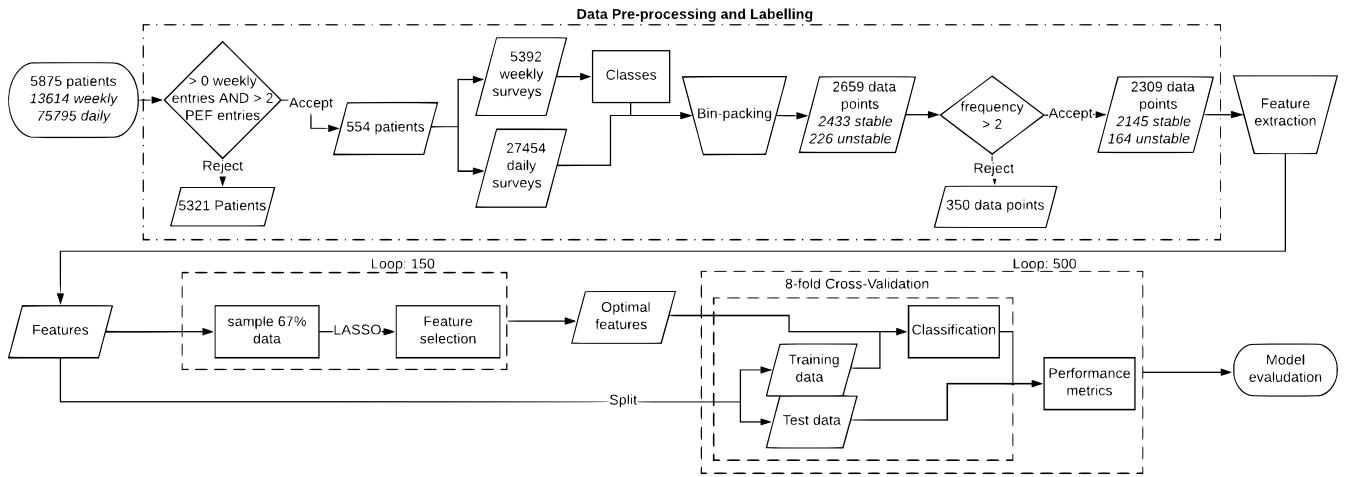 Data Pre-processing and Labelling
5875 patients
13614 weekly
75795 daily
> 0 weekly
entries AND > 2
PEF entries
Accept
Reject
5321 Patients
554 patients
5392
weekly
surveys
27454
daily
surveys
Classes
Bin-packing
2659 data
points
2433 stable
226 unstable
frequency
> 2
Accept
Reject
350 data points
2309 data
points
2145 stable
164 unstable
Feature
extraction
Features
Loop: 150
sample 67%
data
LASSO
Feature
selection
Optimal
features
Loop: 500
8-fold Cross-Validation
Classification
Training
data
Test data
Split
Performance
metrics
Model
evaludation